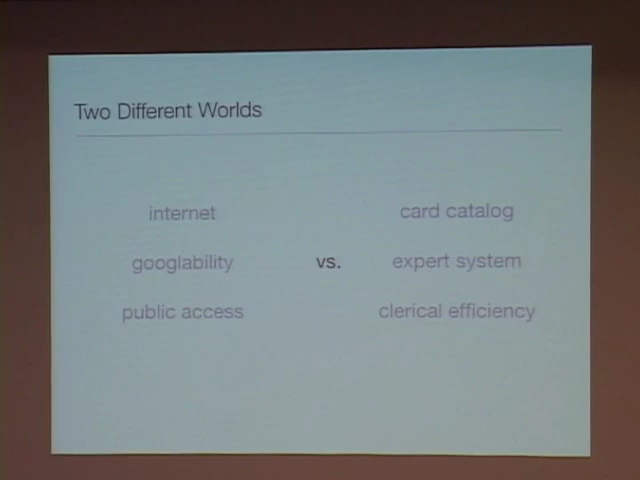 Two Different Worlds
internet
card catalog
googlability
vs.
expert system
public access
clerical efficiency